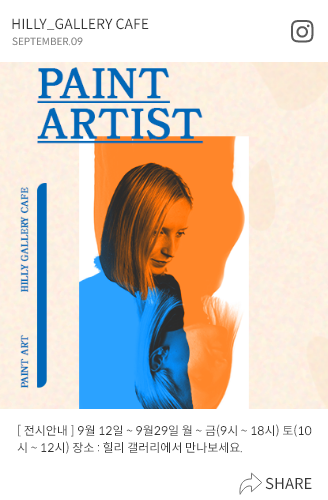 HILLY_GALLERY CAFE
SEPTEMBER.09
PAINT
ARTIST
HILLY GALLERY CAFE
PAINT ART
[ 전시안내 ] 9월 12일 ~ 9월29일 월 ~ 금(9시 ~ 18시) 토(10
시 ~ 12시) 장소 : 힐리 갤러리에서 만나보세요.
SHARE